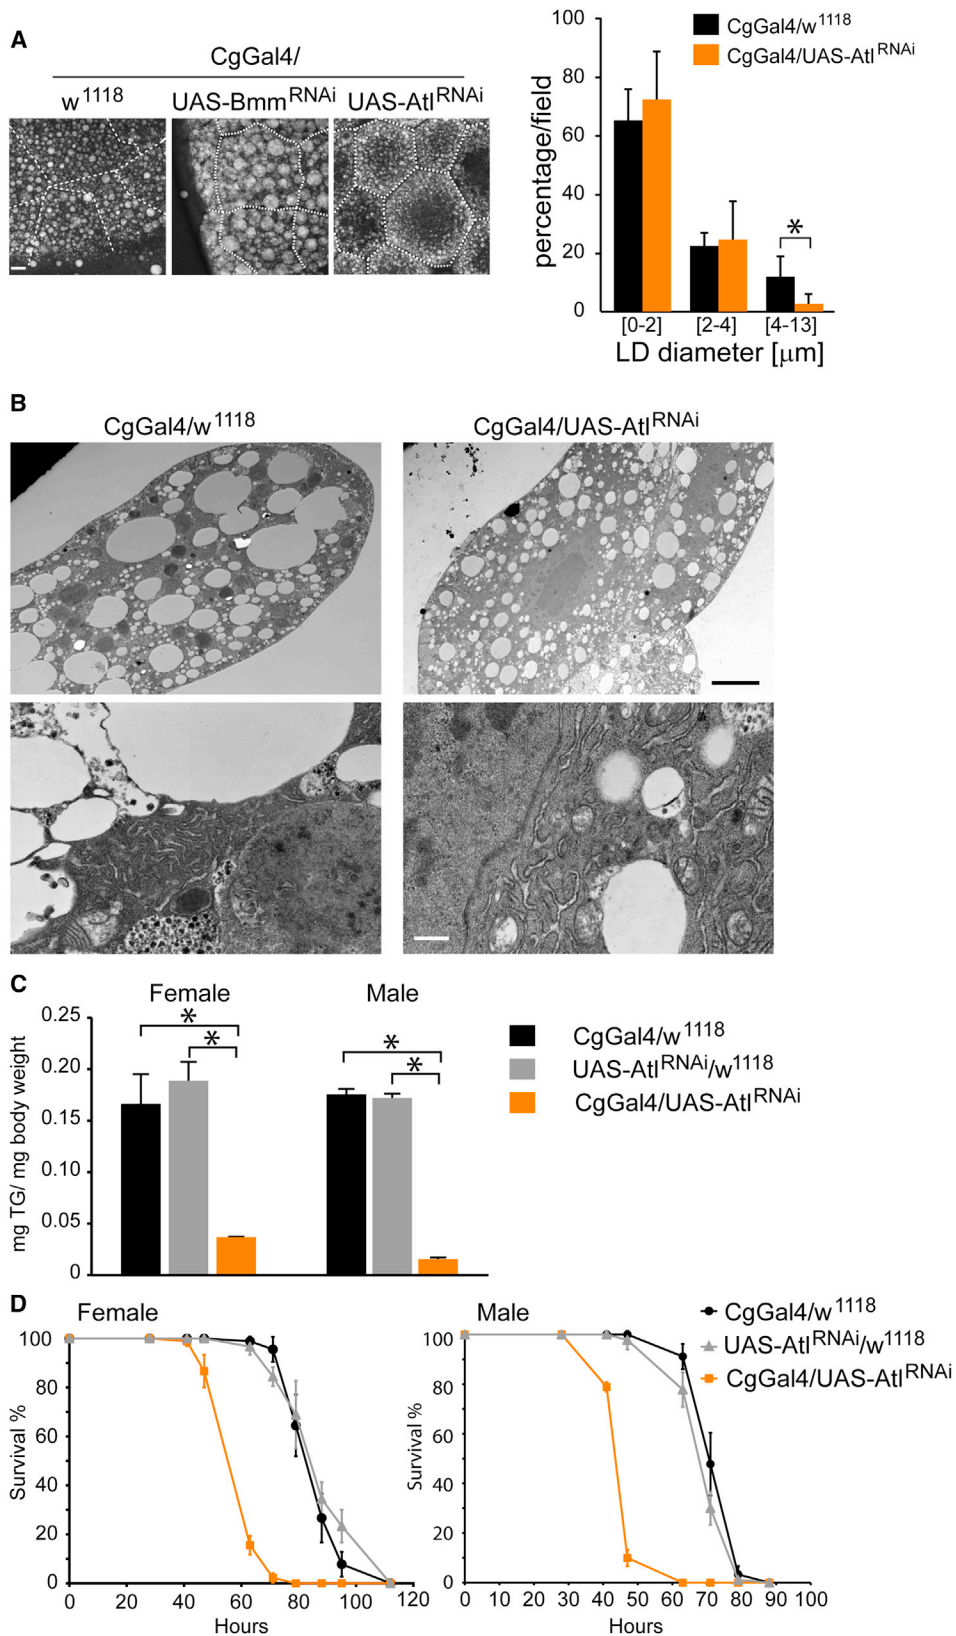 A
CgGal4/
w1118
UAS-BmmRNAi
UAS-AtlRNAi
percentage/field
100
80
60
40
20
0
CgGal4/w1118
CgGal4/UAS-AtlRNAi
*
[0-2]
[2-4]
[4-13]
LD diameter [μm]
B
CgGal4/w1118
CgGal4/UAS-AtlRNAi
C
Female
Male
mg TG/ mg body weight
0.25
0.20
0.15
0.10
0.05
0
*
*
*
*
CgGal4/w1118
UAS-AtlRNAi/w1118
CgGal4/UAS-AtlRNAi
D
Female
Survival %
100
80
60
40
20
0
0 20 40 60 80 100 120
Hours
Male
Survival %
100
80
60
40
20
0
0 10 20 30 40 50 60 70 80 90 100
Hours
CgGal4/w1118
UAS-AtlRNAi/w1118
CgGal4/UAS-AtlRNAi